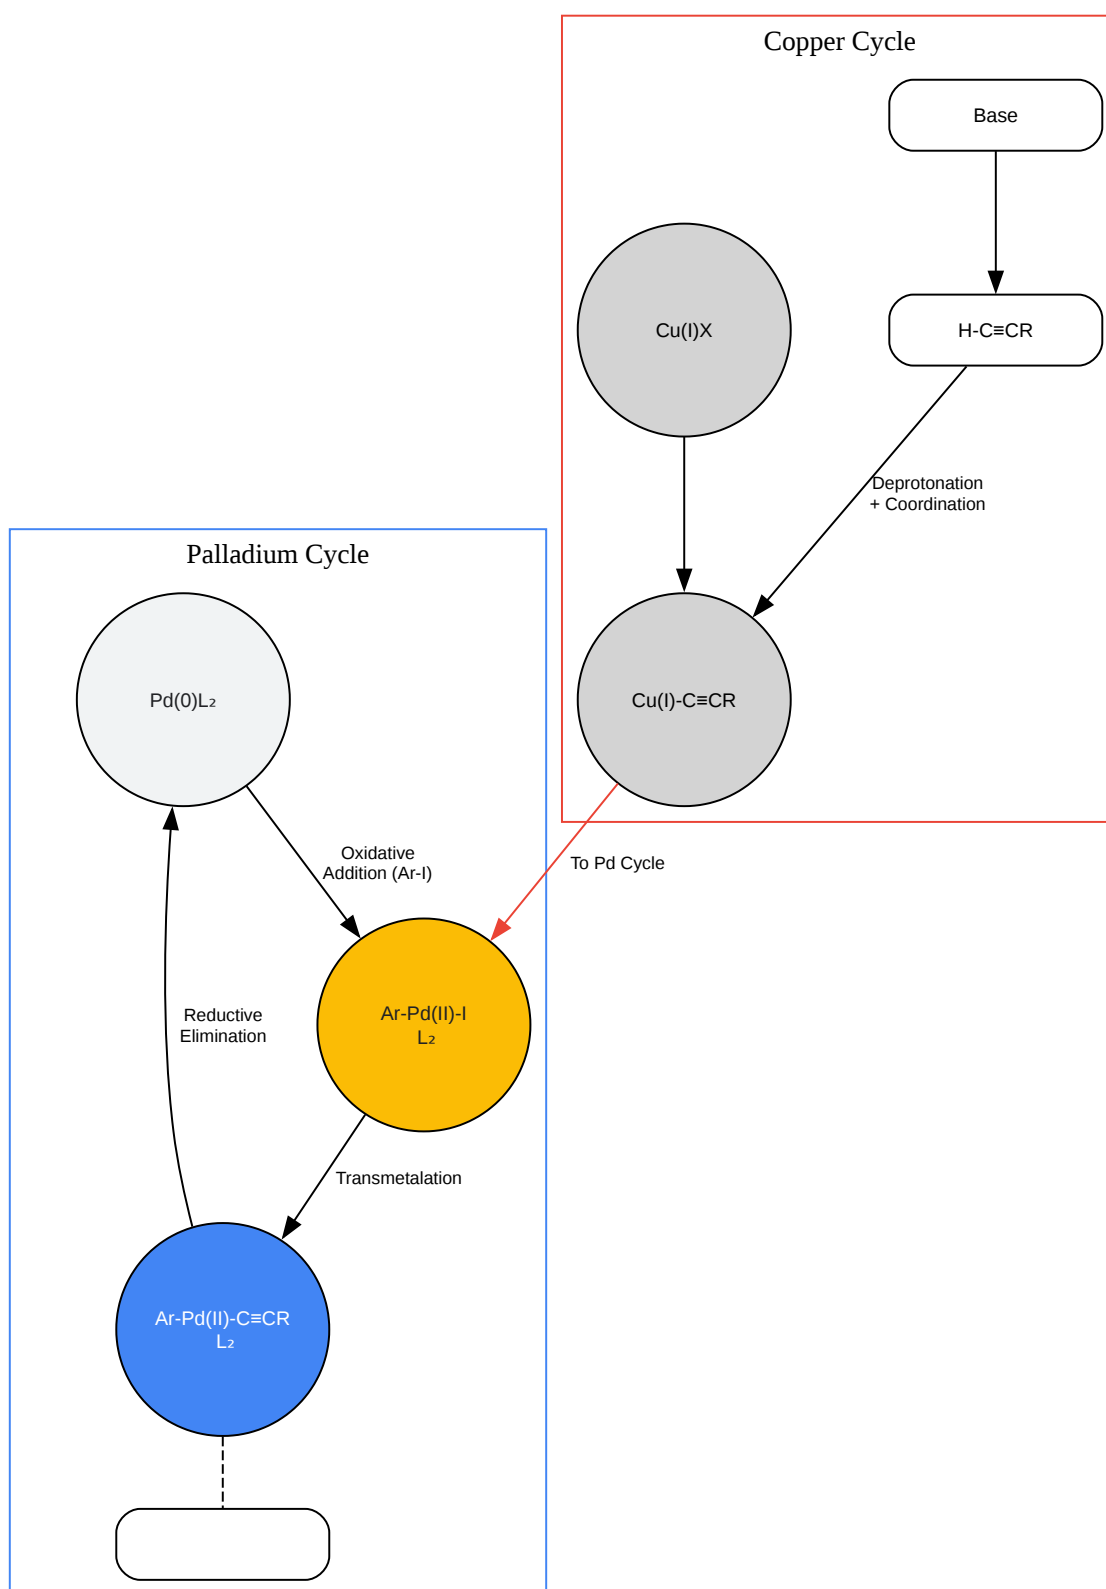 Copper Cycle
Base
Cu(I)X
H-C≡CR
Deprotonation
+ Coordination
Cu(I)-C≡CR
To Pd Cycle
Palladium Cycle
Pd(0)L₂
Oxidative
Addition (Ar-I)
Ar-Pd(II)-I
L₂
Reductive
Elimination
Transmetalation
Ar-Pd(II)-C≡CR
L₂